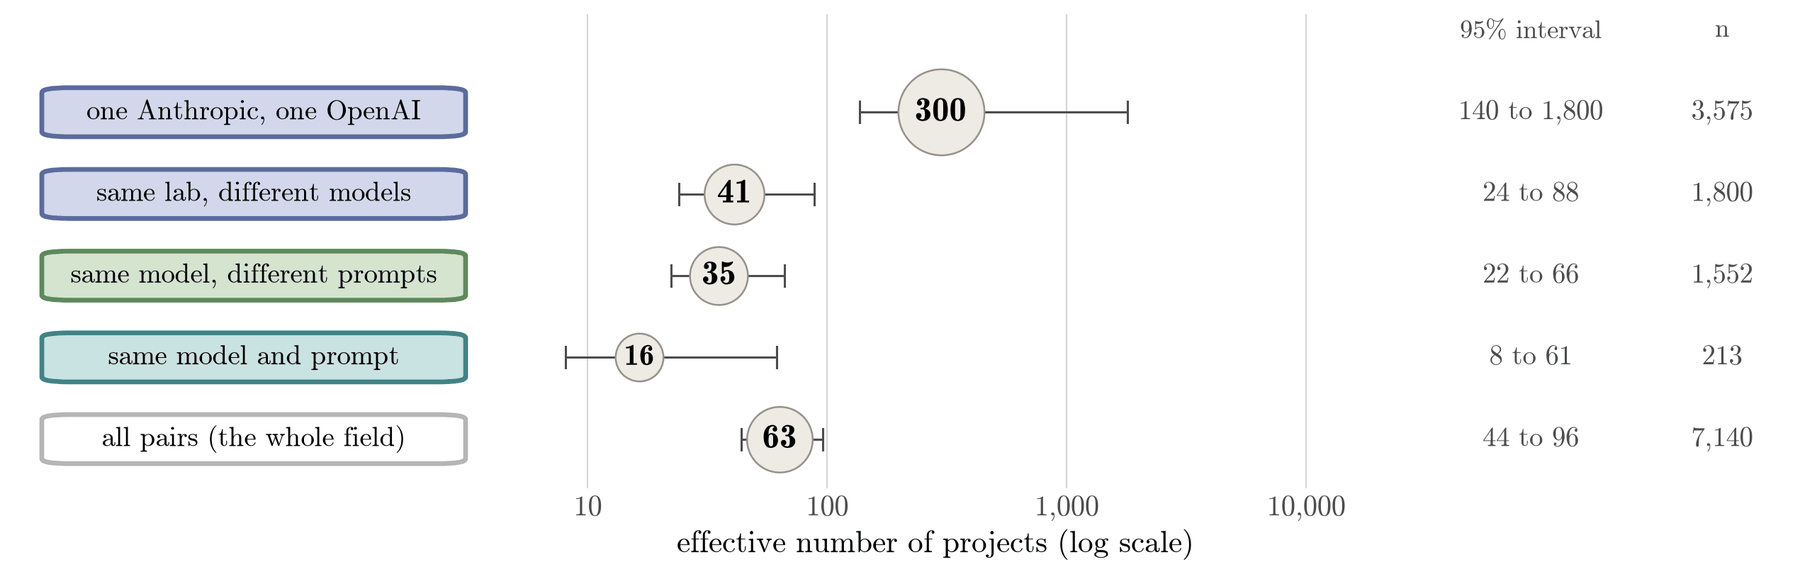 95% interval n
one Anthropic, one OpenAI 300 140 to 1,800 3,575
same lab, different models 41 24 to 88 1,800
same model, different prompts 35 22 to 66 1,552
same model and prompt 16 8 to 61 213
all pairs (the whole field) 63 44 to 96 7,140
10 100 1,000 10,000
effective number of projects (log scale)